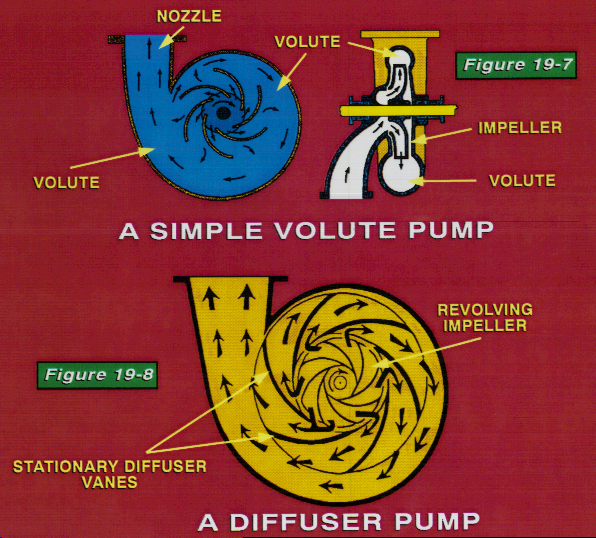 NOZZLE
VOLUTE
Figure 19-7
IMPELLER
VOLUTE
VOLUTE
A SIMPLE VOLUTE PUMP
REVOLVING
IMPELLER
Figure 19-8
STATIONARY DIFFUSER
VANES
A DIFFUSER PUMP